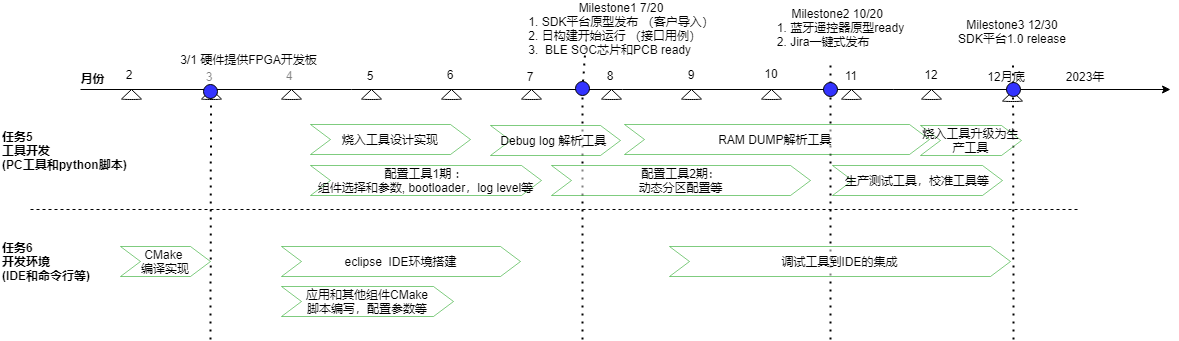 Milestone1 7/20
1. SDK平台原型发布 （客户导入）
2. 日构建开始运行 （接口用例）
3. BLE SOC芯片和PCB ready
Milestone2 10/20
1. 蓝牙遥控器原型ready
2. Jira一键式发布
Milestone3 12/30
SDK平台1.0 release
3/1 硬件提供FPGA开发板
月份 2 3 4 5 6 7 8 9 10 11 12 12月底 2023年
任务5
工具开发
(PC工具和python脚本)
烧入工具设计实现
Debug log 解析工具
RAM DUMP解析工具
烧入工具升级为生
产工具
配置工具1期：
组件选择和参数, bootloader，log level等
配置工具2期：
动态分区配置等
生产测试工具，校准工具等
任务6
开发环境
(IDE和命令行等)
CMake
编译实现
eclipse IDE环境搭建
调试工具到IDE的集成
应用和其他组件CMake
脚本编写，配置参数等